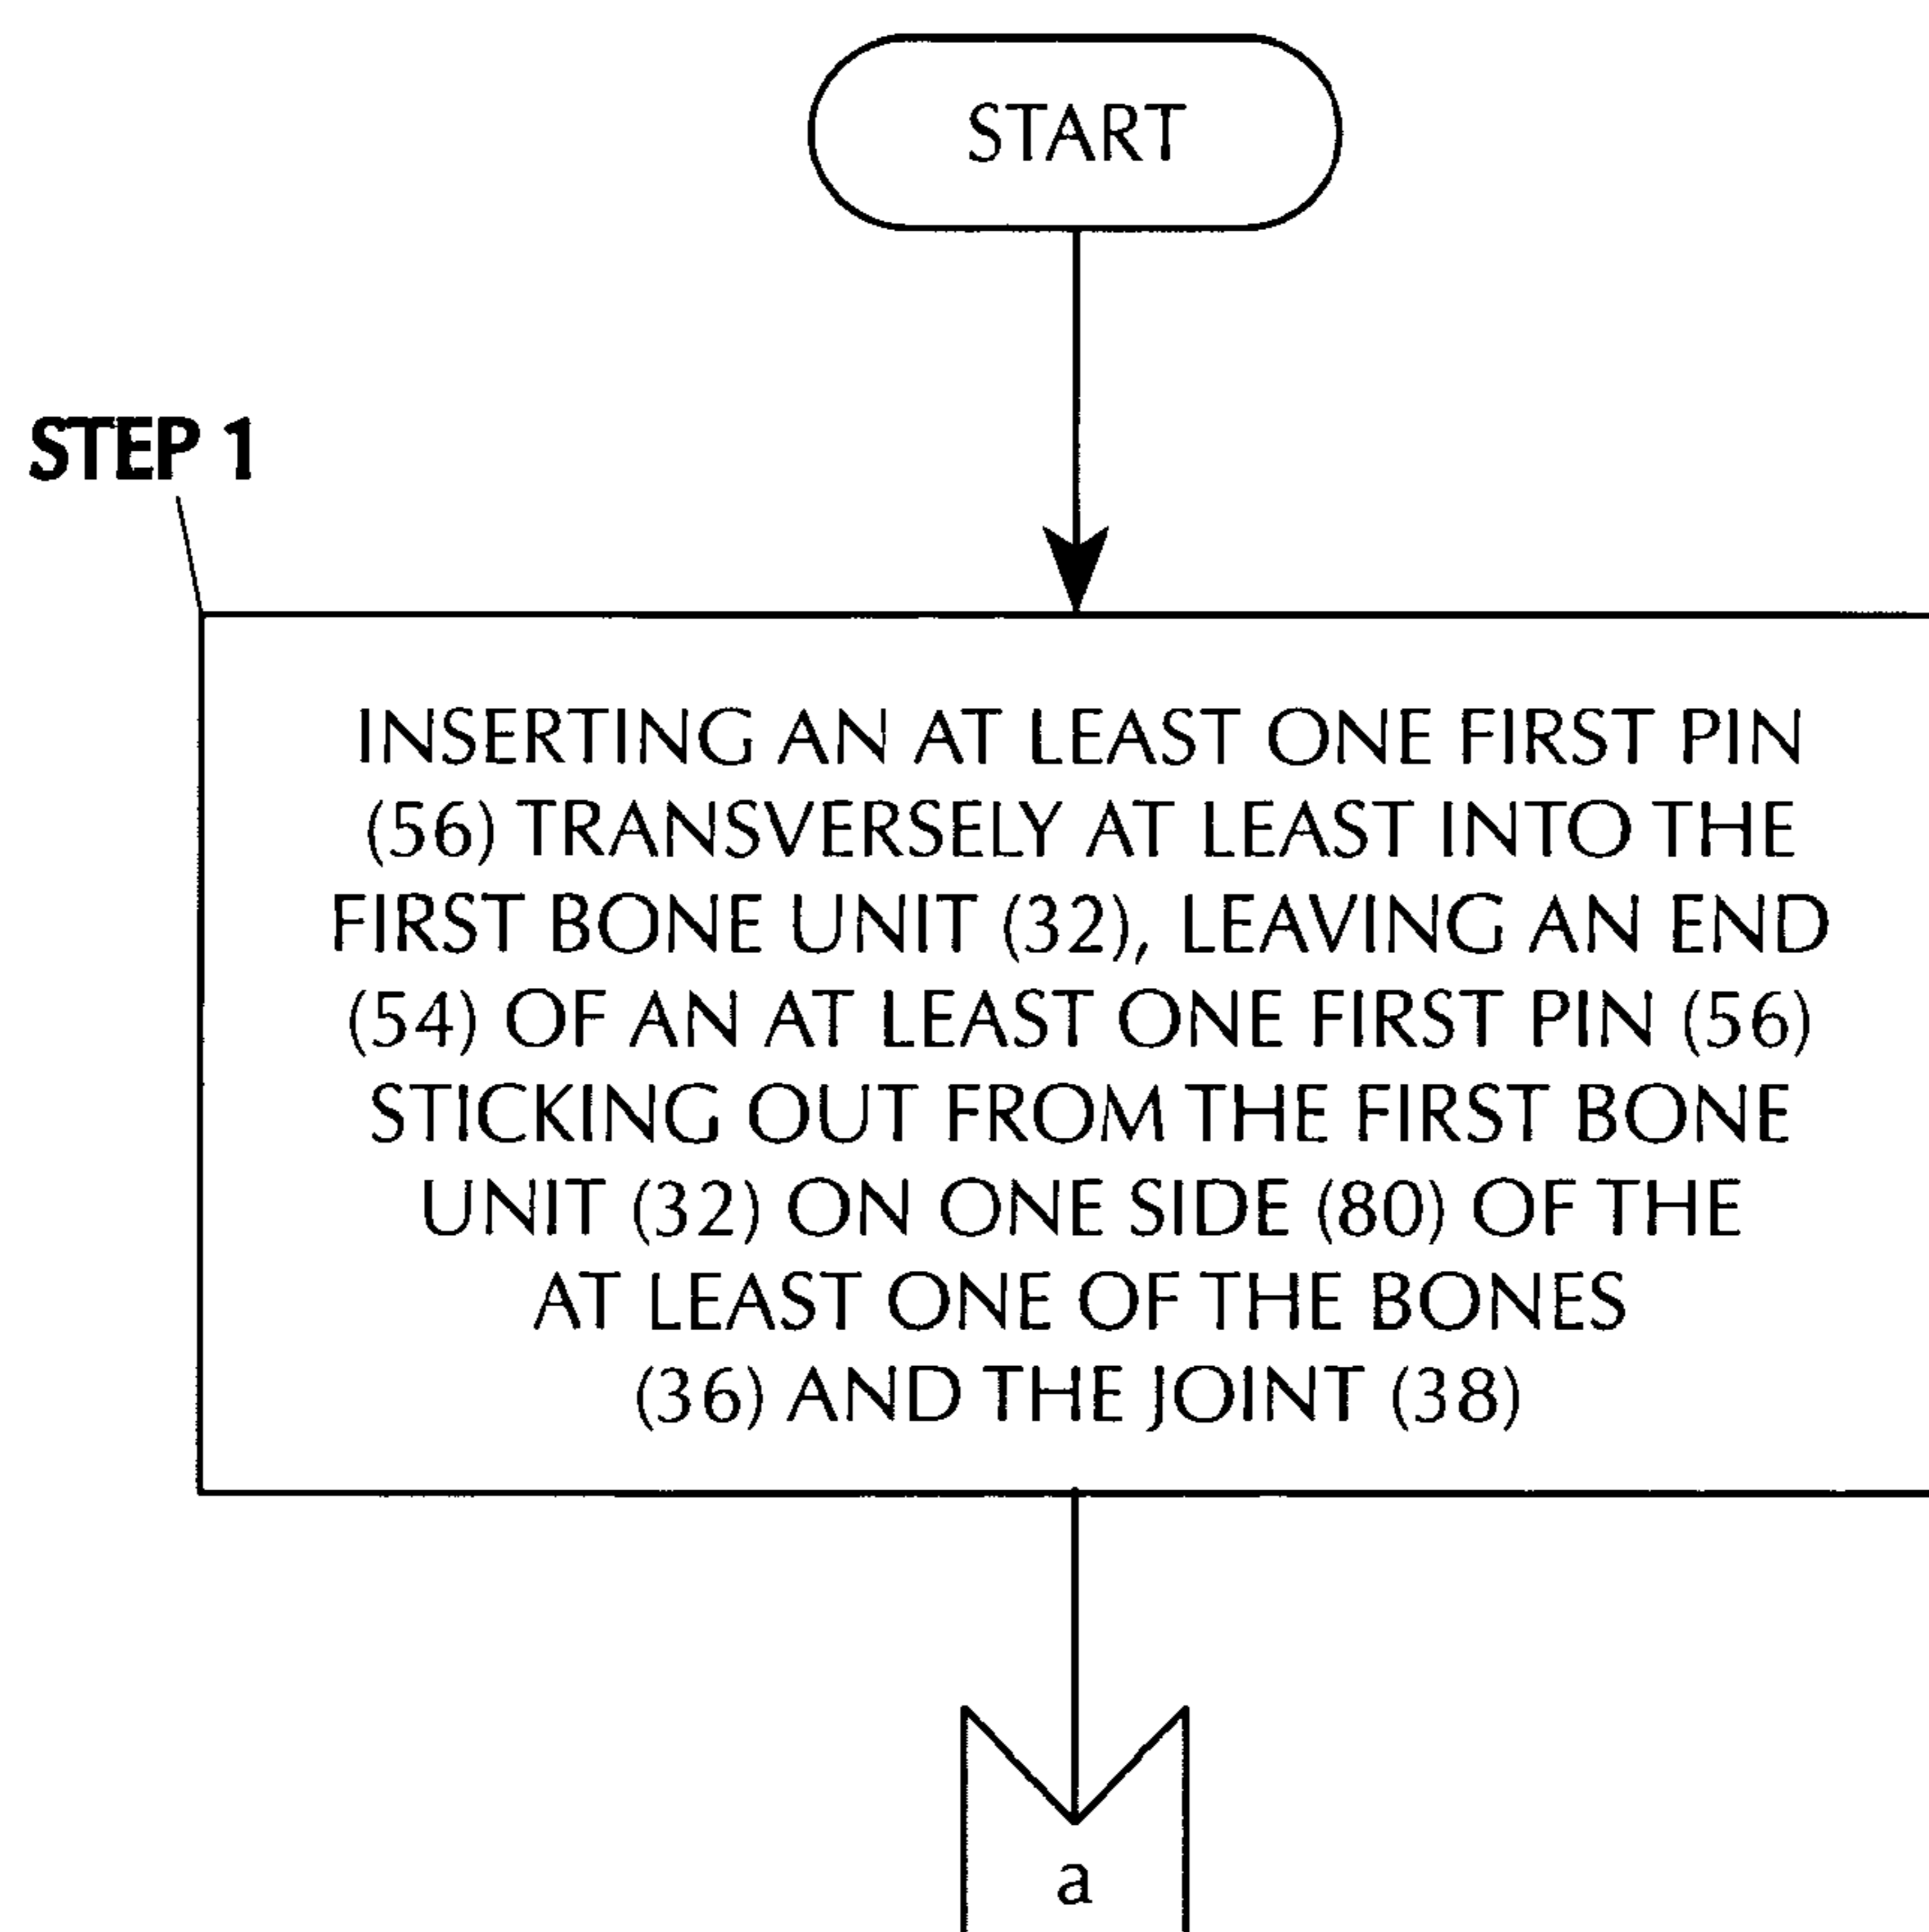 START
STEP 1
INSERTING AN AT LEAST ONE FIRST PIN
(56) TRANSVERSELY AT LEAST INTO THE
FIRST BONE UNIT (32), LEAVING AN END
(54) OF AN AT LEAST ONE FIRST PIN (56)
STICKING OUT FROM THE FIRST BONE
UNIT (32) ON ONE SIDE (80) OF THE
AT LEAST ONE OF THE BONES
(36) AND THE JOINT (38)
a